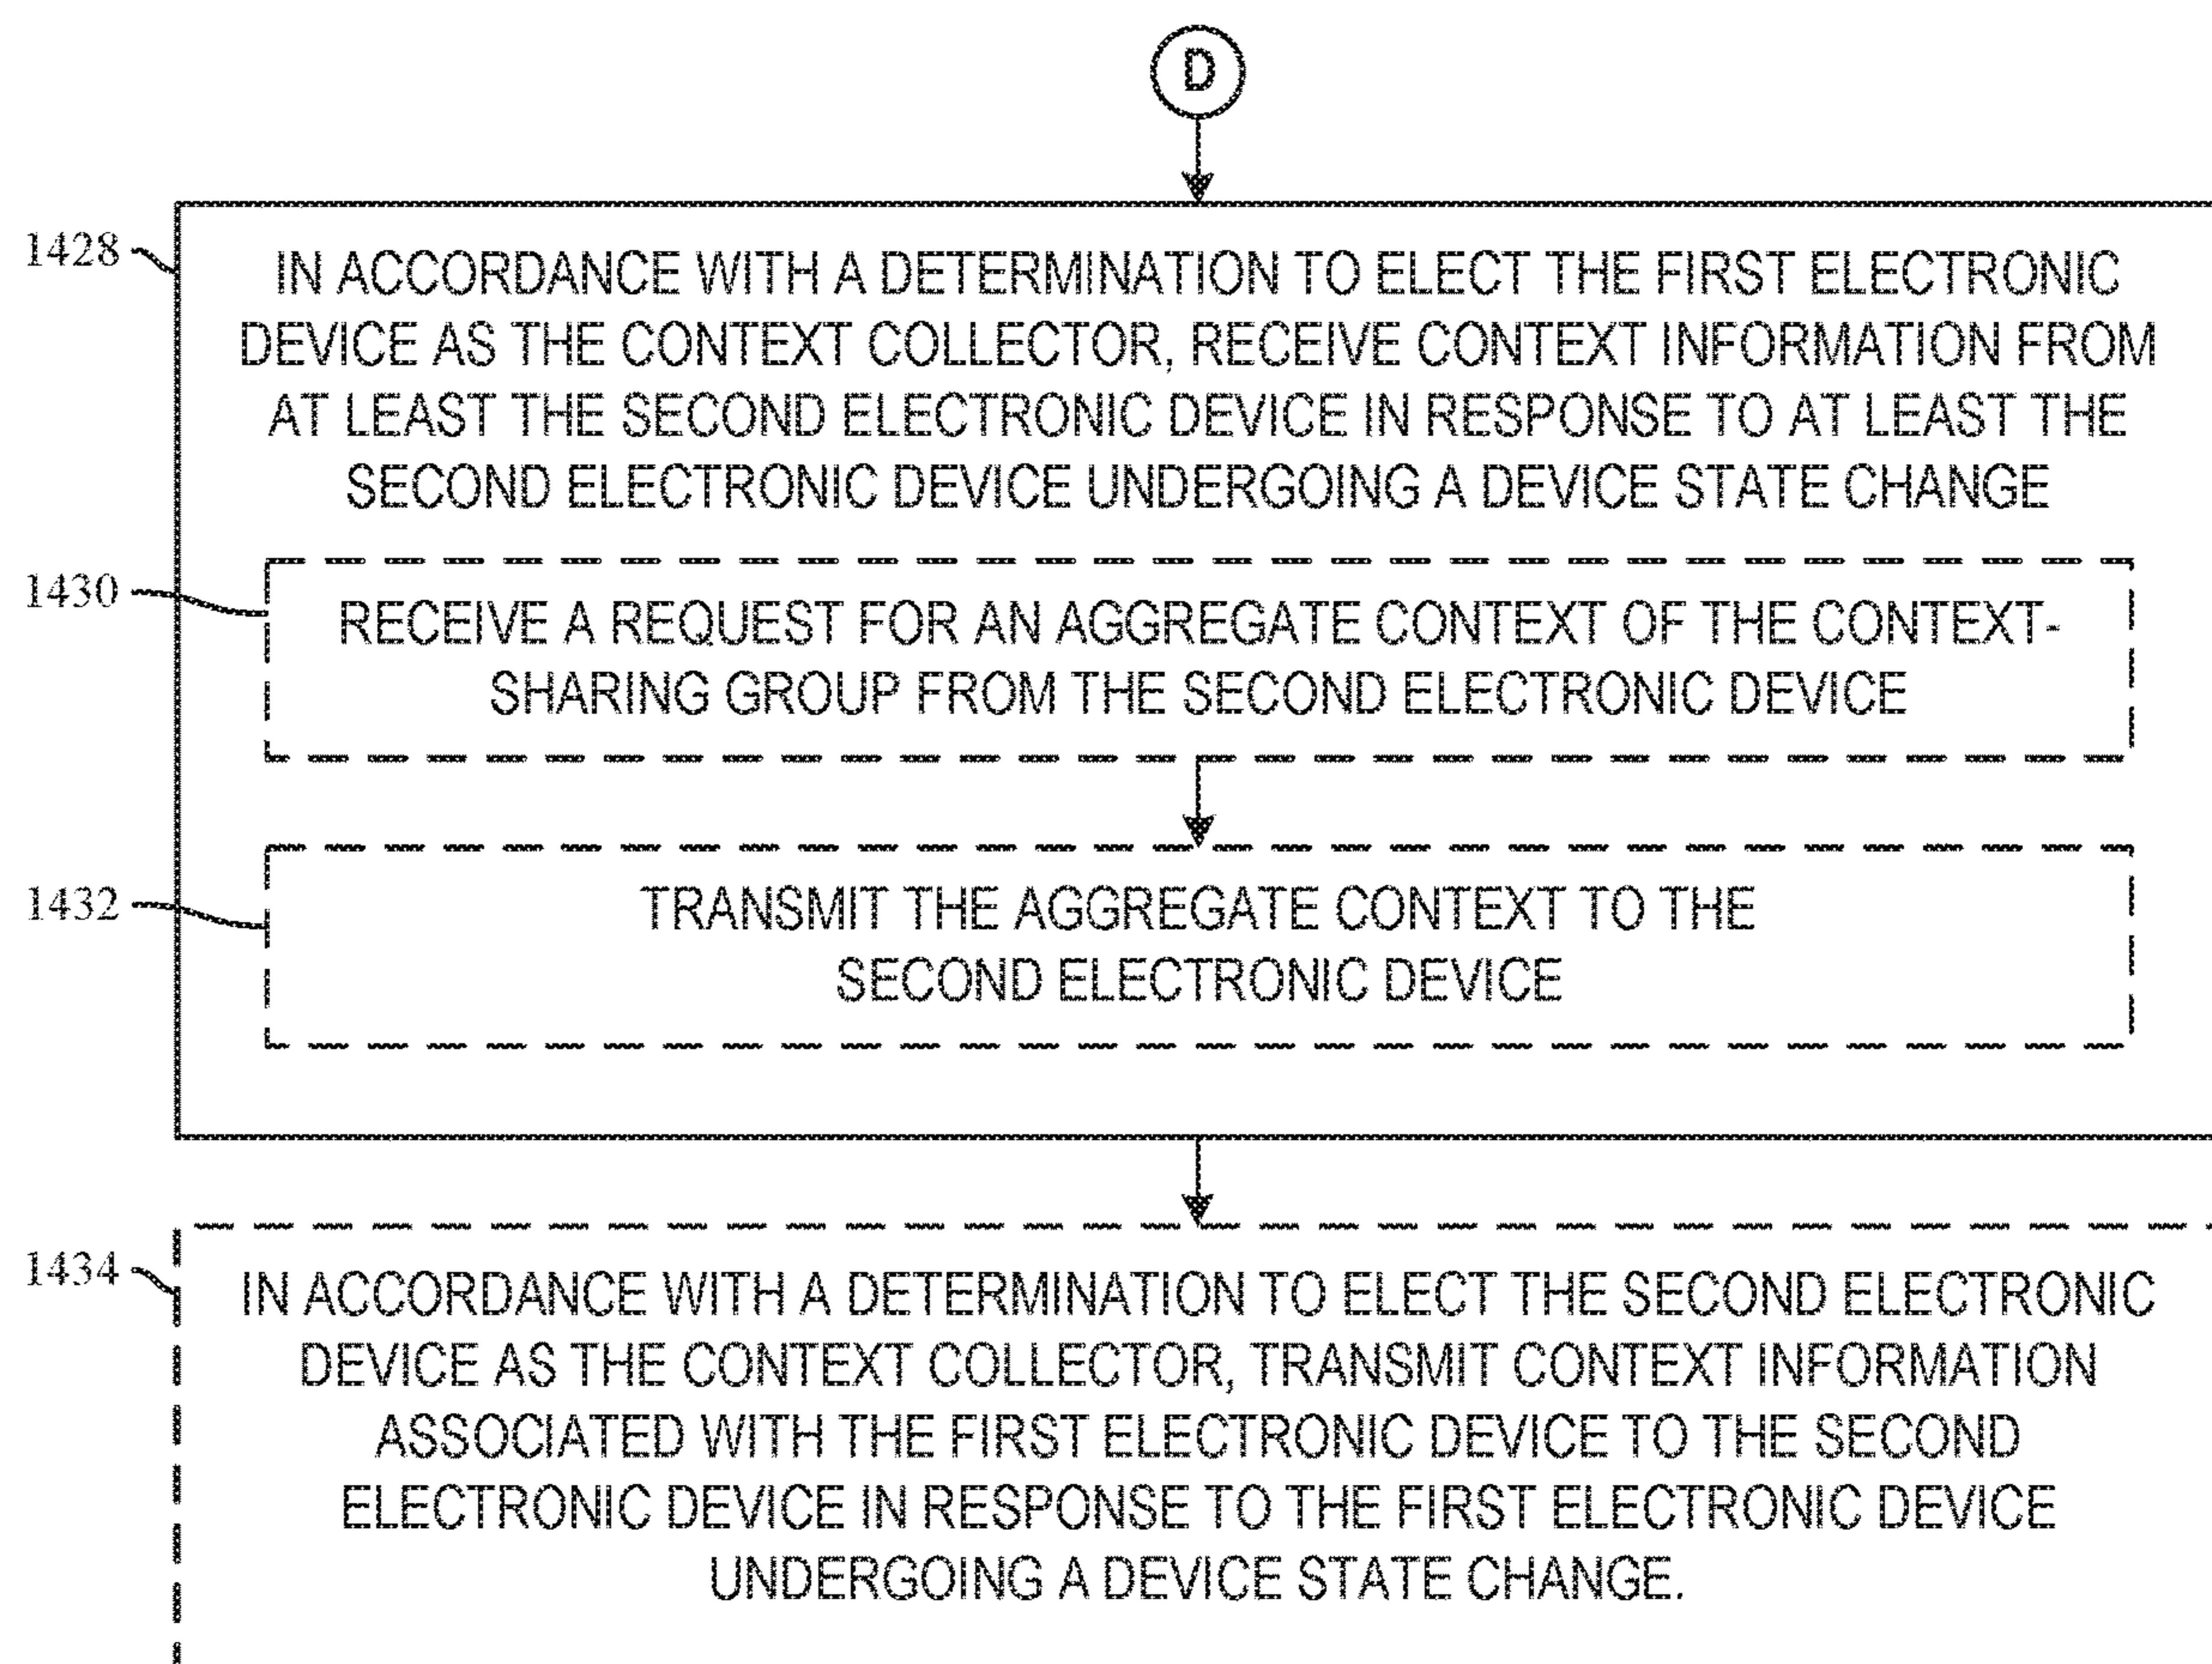 D
1428
IN ACCORDANCE WITH A DETERMINATION TO ELECT THE FIRST ELECTRONIC
DEVICE AS THE CONTEXT COLLECTOR, RECEIVE CONTEXT INFORMATION FROM
AT LEAST THE SECOND ELECTRONIC DEVICE IN RESPONSE TO AT LEAST THE
SECOND ELECTRONIC DEVICE UNDERGOING A DEVICE STATE CHANGE
1430
RECEIVE A REQUEST FOR AN AGGREGATE CONTEXT OF THE CONTEXT-
SHARING GROUP FROM THE SECOND ELECTRONIC DEVICE
1432
TRANSMIT THE AGGREGATE CONTEXT TO THE
SECOND ELECTRONIC DEVICE
1434
IN ACCORDANCE WITH A DETERMINATION TO ELECT THE SECOND ELECTRONIC
DEVICE AS THE CONTEXT COLLECTOR, TRANSMIT CONTEXT INFORMATION
ASSOCIATED WITH THE FIRST ELECTRONIC DEVICE TO THE SECOND
ELECTRONIC DEVICE IN RESPONSE TO THE FIRST ELECTRONIC DEVICE
UNDERGOING A DEVICE STATE CHANGE.